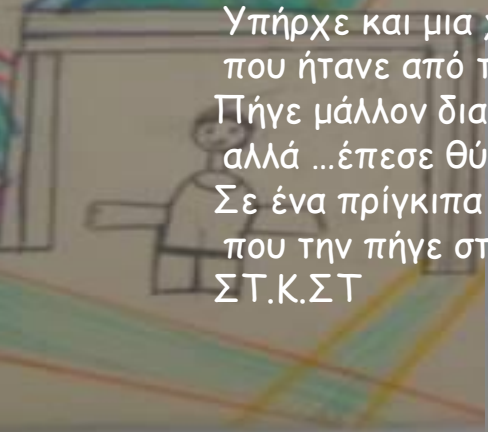 Υπήρχε και μια
που ήτανε από
Πήγε μάλλον
αλλά ...έπεσε
Σε ένα πρίγκιπα
που την πήγε
ΣΤ.Κ.ΣΤ